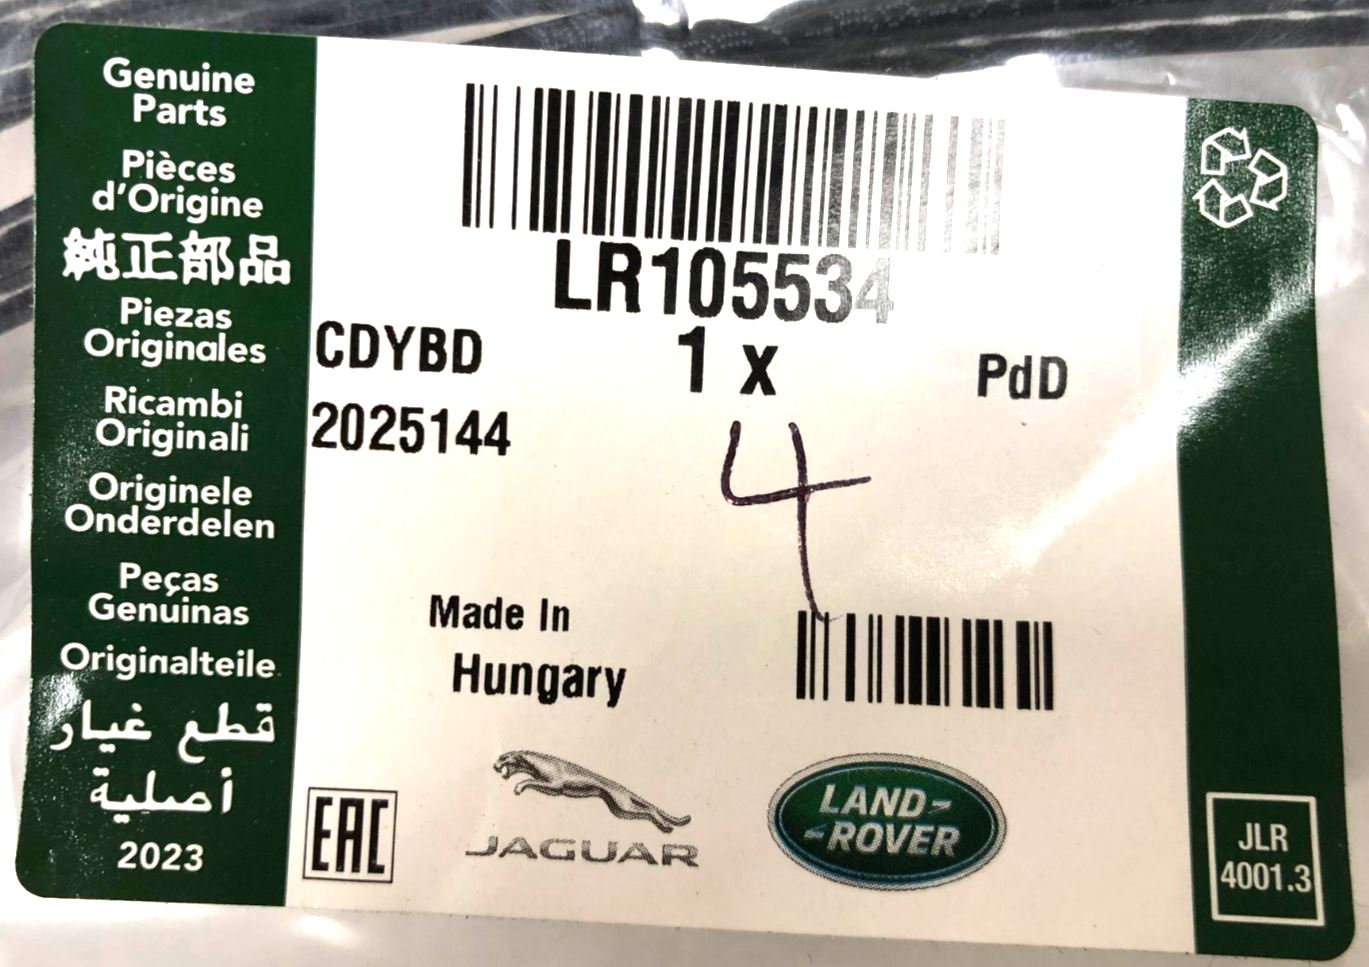 Genuine
Parts
Pièces
d'Origine
純正部品
Piezas
Originales
Ricambi
Originali
Originele
Onderdelen
Peças
Genuinas
Originalteile
قطع غيار
أصلية
2023
LR105534
CDYBD
1 x
PdD
2025144
4
Made In
Hungary
EAC
JAGUAR
LAND-
-ROVER
JLR
4001.3